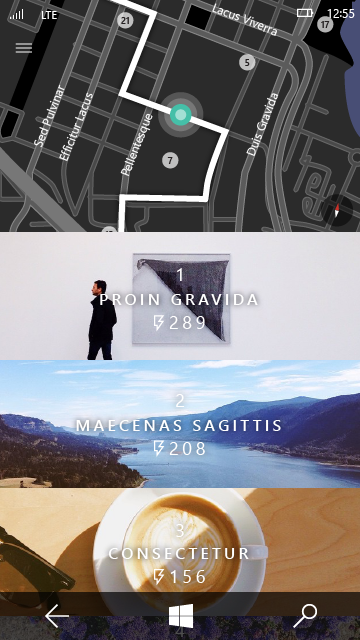 LTE
12:55
21
Lacus Viverra
17
5
Sed Pulvinar
Efficitur Lacus
Pellentesque
Duis Gravida
7
1
PROIN GRAVIDA
289
2
MAECENAS SAGITTIS
208
3
CONSECTETUR
156
4